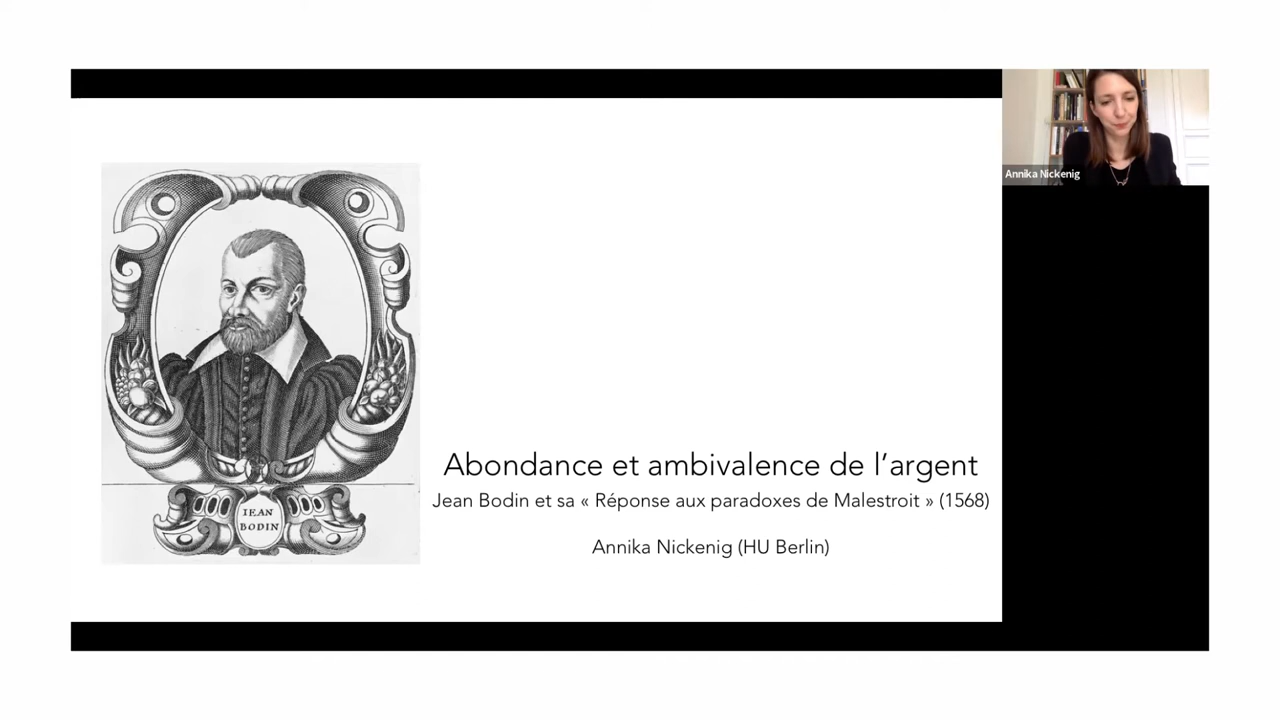 Annika Nickenig
IEAN
BODIN
Abondance et ambivalence de l’argent
Jean Bodin et sa « Réponse aux paradoxes de Malestroit » (1568)
Annika Nickenig (HU Berlin)